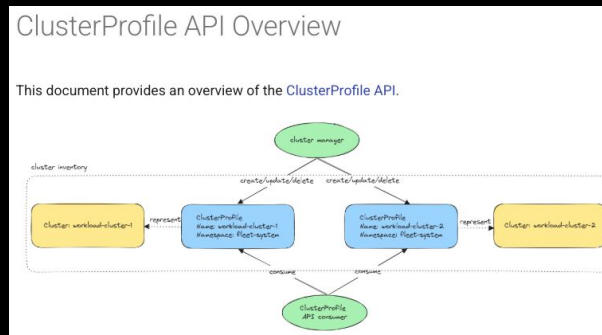 ClusterProfile API Overview
This document provides an overview of the ClusterProfile API.
cluster manager
cluster inventory
create/update/delete
create/update/delete
Cluster: workload-cluster-1
represent
ClusterProfile
Name: workload-cluster-1
Namespace: fleet-system
ClusterProfile
Name: workload-cluster-2
Namespace: fleet-system
represent
Cluster: workload-cluster-2
consume
consume
ClusterProfile
API consumer